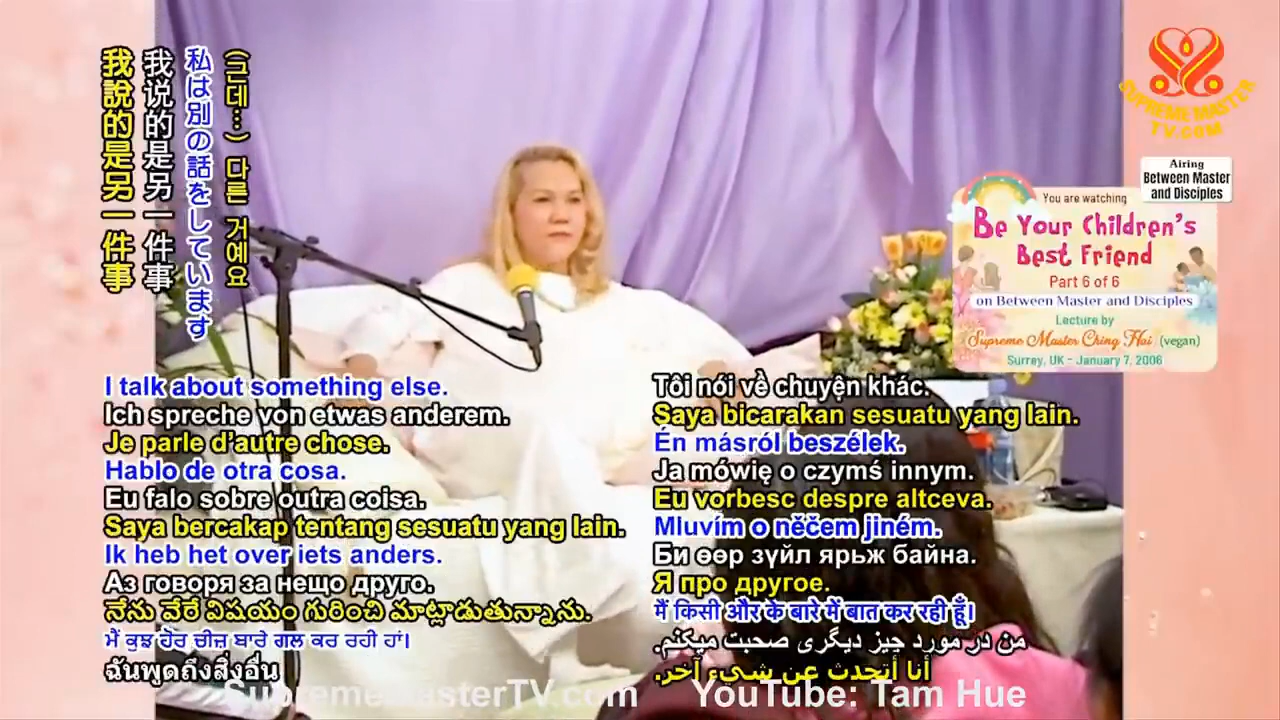 (근데…) 다른 거예요
私は別の話をしています
我说的是另一件事
我說的是另一件事
SUPREME MASTER
TV.COM
Airing
Between Master
and Disciples
You are watching
Be Your Children's
Best Friend
Part 6 of 6
on Between Master and Disciples
Lecture by
Supreme Master Ching Hai (vegan)
Surrey, UK - January 7, 2006
I talk about something else.
Ich spreche von etwas anderem.
Je parle d'autre chose.
Hablo de otra cosa.
Eu falo sobre outra coisa.
Saya bercakap tentang sesuatu yang lain.
Ik heb het over iets anders.
Аз говоря за нещо друго.
నేను వేరే విషయం గురించి మాట్లాడుతున్నాను.
ਮੈਂ ਕੁਝ ਹੋਰ ਚੀਜ਼ ਬਾਰੇ ਗਲ ਕਰ ਰਹੀ ਹਾਂ।
ฉันพูดถึงสิ่งอื่น
Tôi nói về chuyện khác.
Saya bicarakan sesuatu yang lain.
Én másról beszélek.
Ja mówię o czymś innym.
Eu vorbesc despre altceva.
Mluvím o něčem jiném.
Би өөр зүйл ярьж байна.
Я про другое.
मैं किसी और के बारे में बात कर रही हूँ।
من در مورد چیز دیگری صحبت میکنم.
أنا أتحدث عن شيء آخر.
SupremeMasterTV.com YouTube: Tam Hue